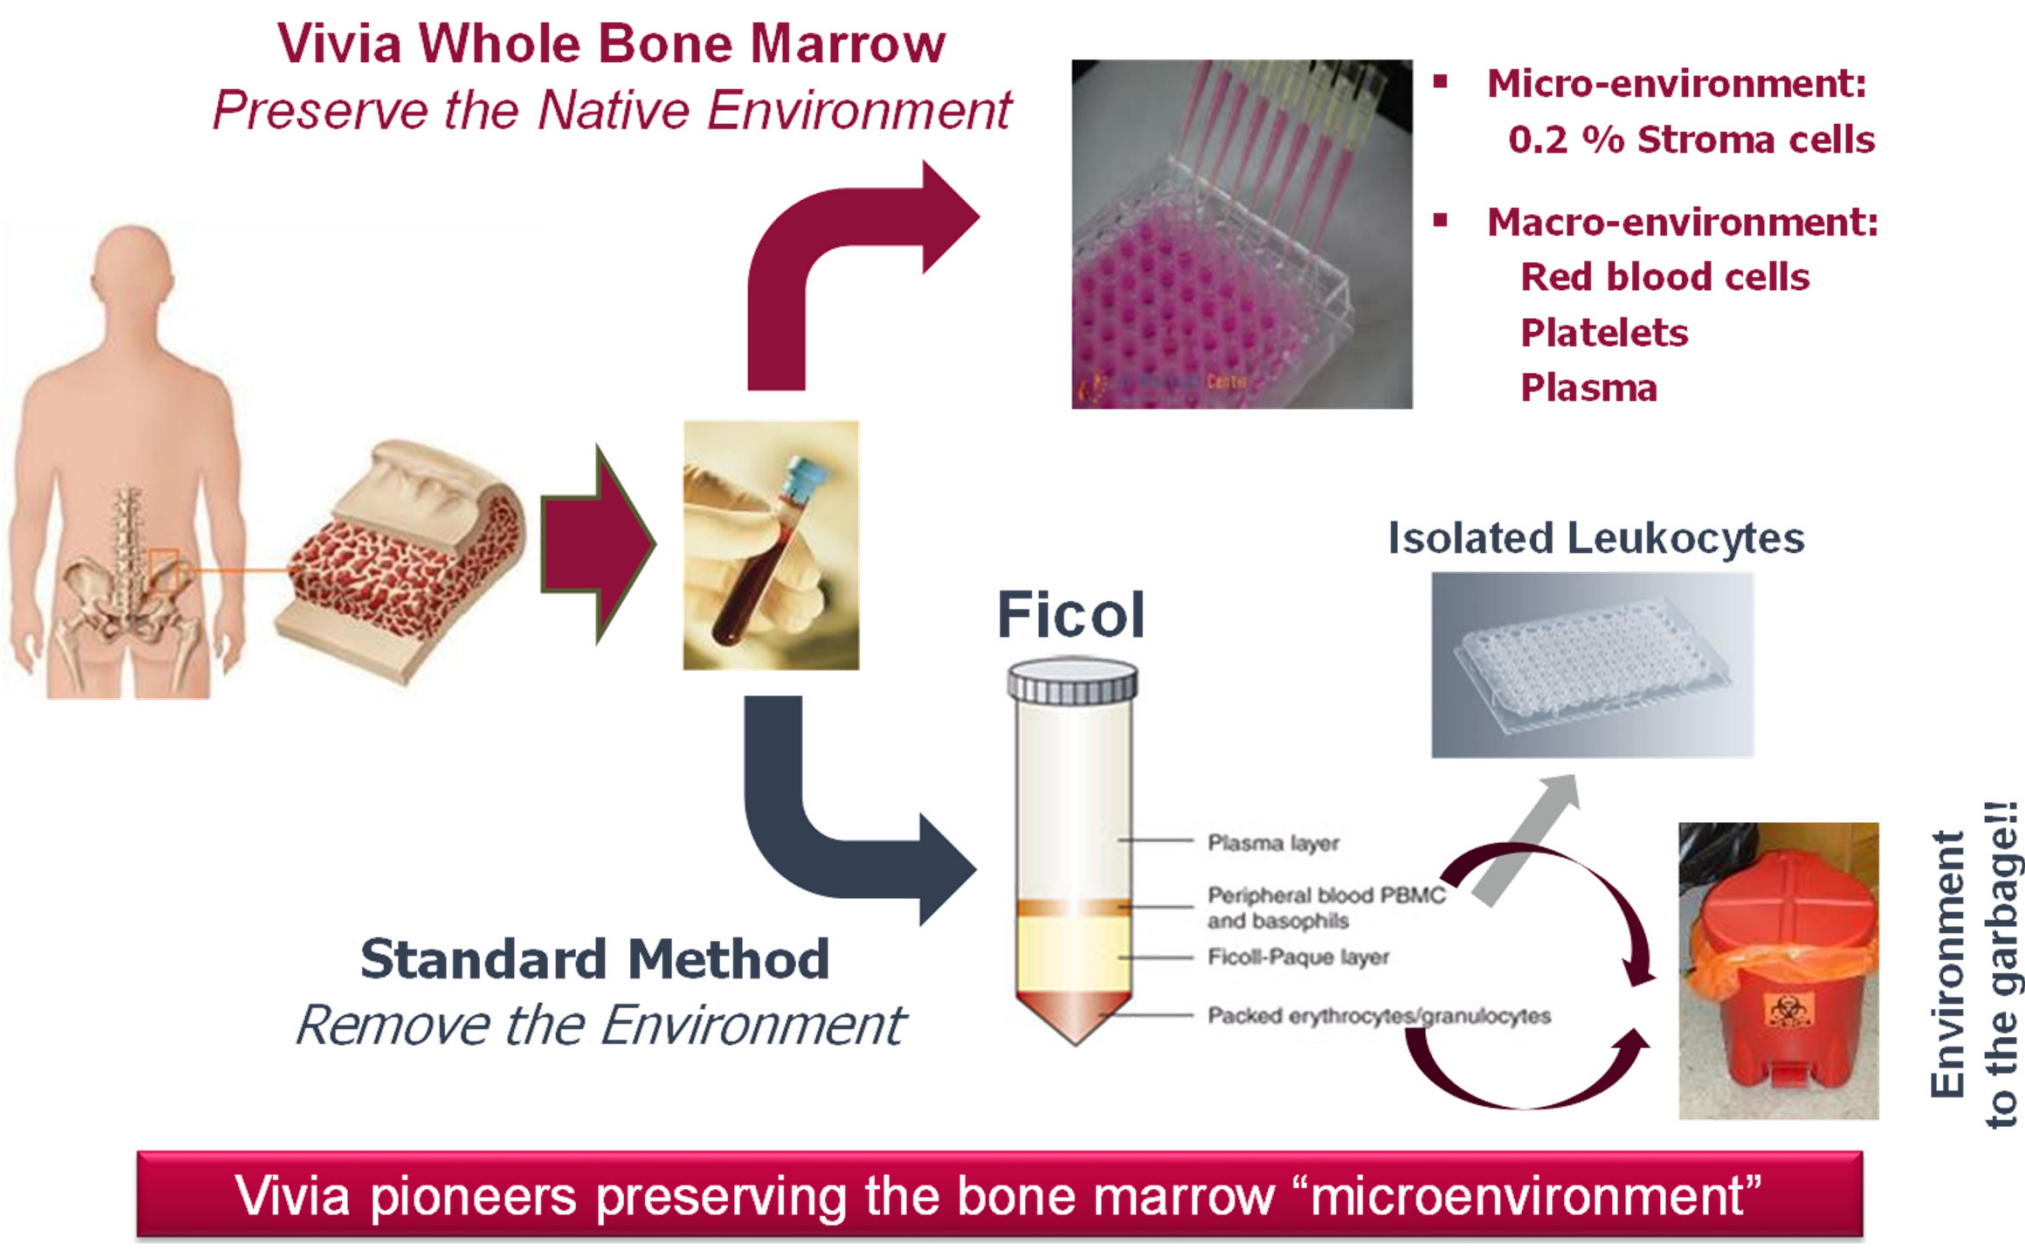 Vivia Whole Bone Marrow
Preserve the Native Environment
▪ Micro-environment:
0.2 % Stroma cells
▪ Macro-environment:
Red blood cells
Platelets
Plasma
Center
Isolated Leukocytes
Ficol
Plasma layer
Peripheral blood PBMC
and basophils
Ficoll-Paque layer
Packed erythrocytes/granulocytes
Standard Method
Remove the Environment
Environment
to the garbage!!
Vivia pioneers preserving the bone marrow “microenvironment”